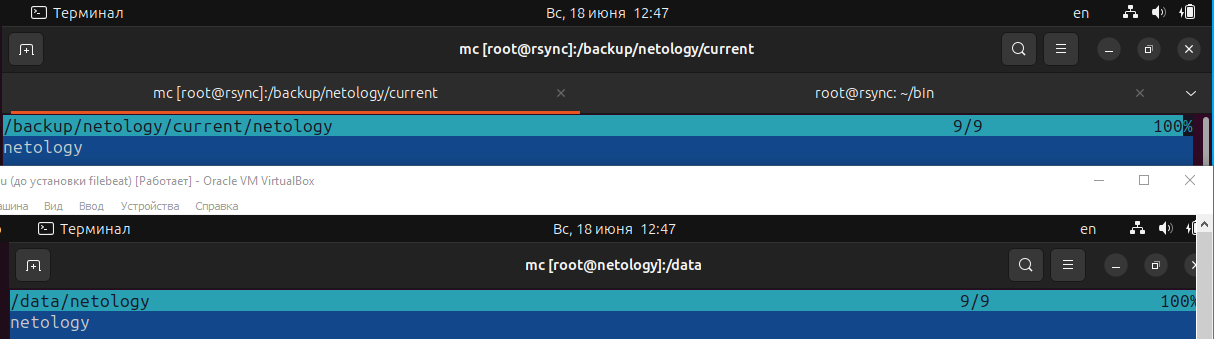 Терминал Вс, 18 июня 12:47 en
mc [root@rsync]:/backup/netology/current
mc [root@rsync]:/backup/netology/current × root@rsync: ~/bin ×
/backup/netology/current/netology 9/9 100%
netology
u (до установки filebeat) [Работает] - Oracle VM VirtualBox
ашина Вид Ввод Устройства Справка
Терминал Вс, 18 июня 12:47 en
mc [root@netology]:/data
/data/netology 9/9 100%
netology